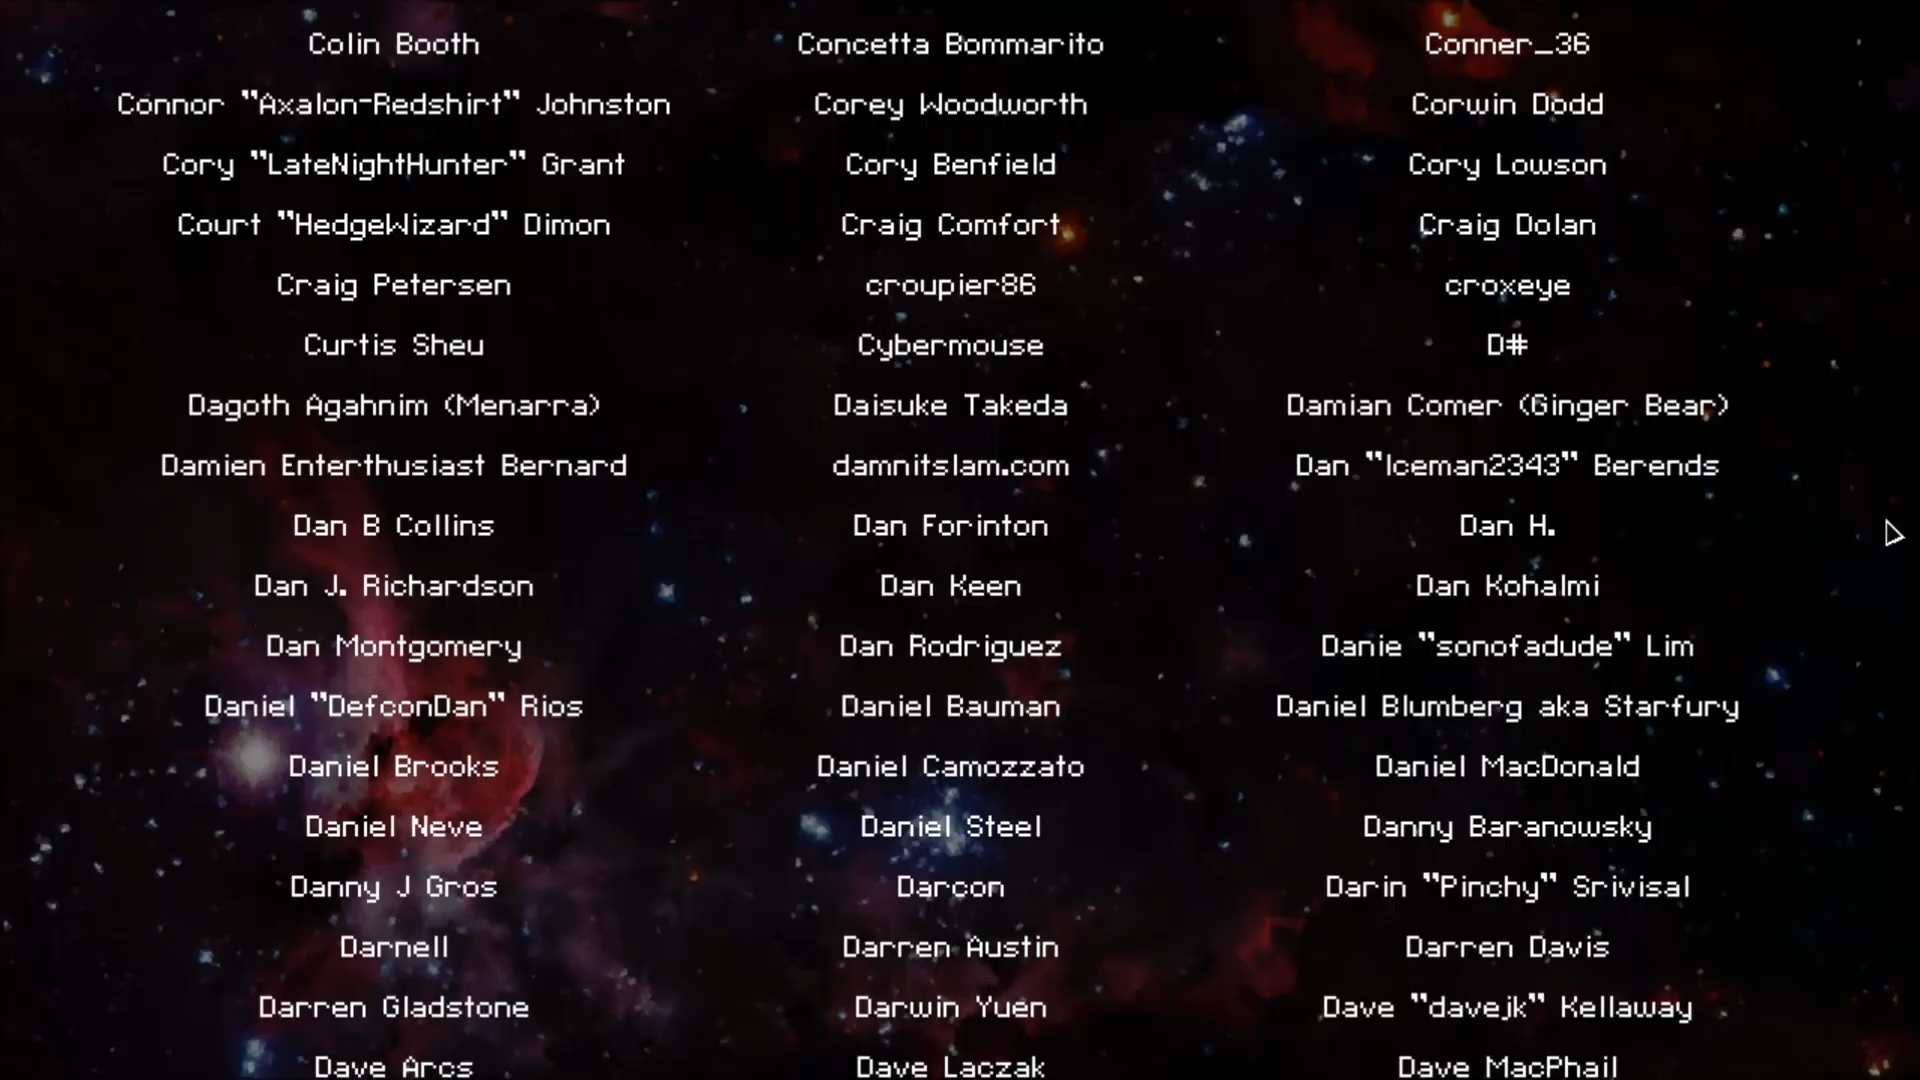 Colin Booth Concetta Bommarito Conner_36
Connor "Axalon-Redshirt" Johnston Corey Woodworth Corwin Dodd
Cory "LateNightHunter" Grant Cory Benfield Cory Lowson
Court "HedgeWizard" Dimon Craig Comfort Craig Dolan
Craig Petersen croupier86 croxeye
Curtis Sheu Cybermouse D#
Dagoth Agahnim (Menarra) Daisuke Takeda Damian Comer (Ginger Bear)
Damien Enterthusiast Bernard damnitslam.com Dan "Iceman2343" Berends
Dan B Collins Dan Forinton Dan H.
Dan J. Richardson Dan Keen Dan Kohalmi
Dan Montgomery Dan Rodriguez Danie "sonofadude" Lim
Daniel "DefconDan" Rios Daniel Bauman Daniel Blumberg aka Starfury
Daniel Brooks Daniel Camozzato Daniel MacDonald
Daniel Neve Daniel Steel Danny Baranowsky
Danny J Gros Darcon Darin "Pinchy" Srivisal
Darnell Darren Austin Darren Davis
Darren Gladstone Darwin Yuen Dave "davejk" Kellaway
Dave Arcs Dave Laczak Dave MacPhail